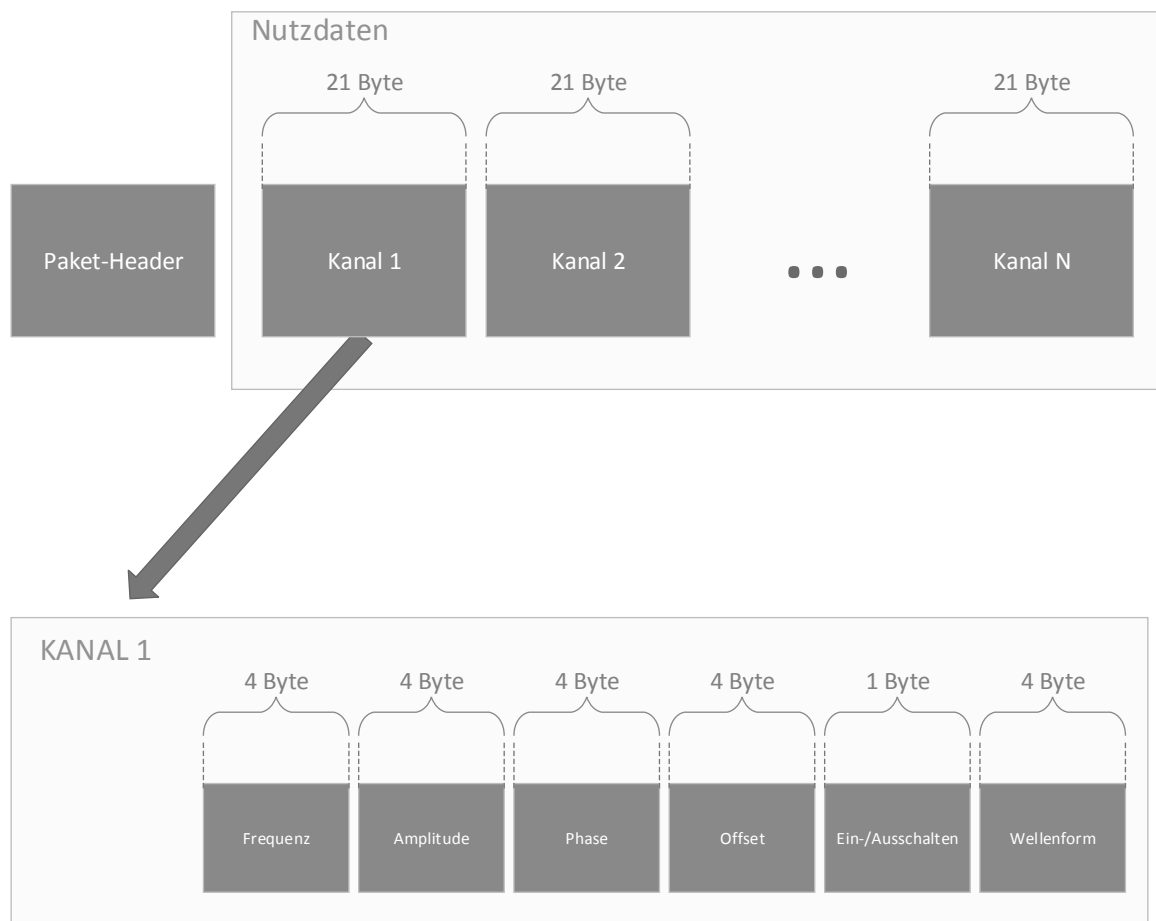 Nutzdaten
21 Byte
21 Byte
21 Byte
Paket-Header
Kanal 1
Kanal 2
...
Kanal N
KANAL 1
4 Byte
4 Byte
4 Byte
4 Byte
1 Byte
4 Byte
Frequenz
Amplitude
Phase
Offset
Ein-/Ausschalten
Wellenform